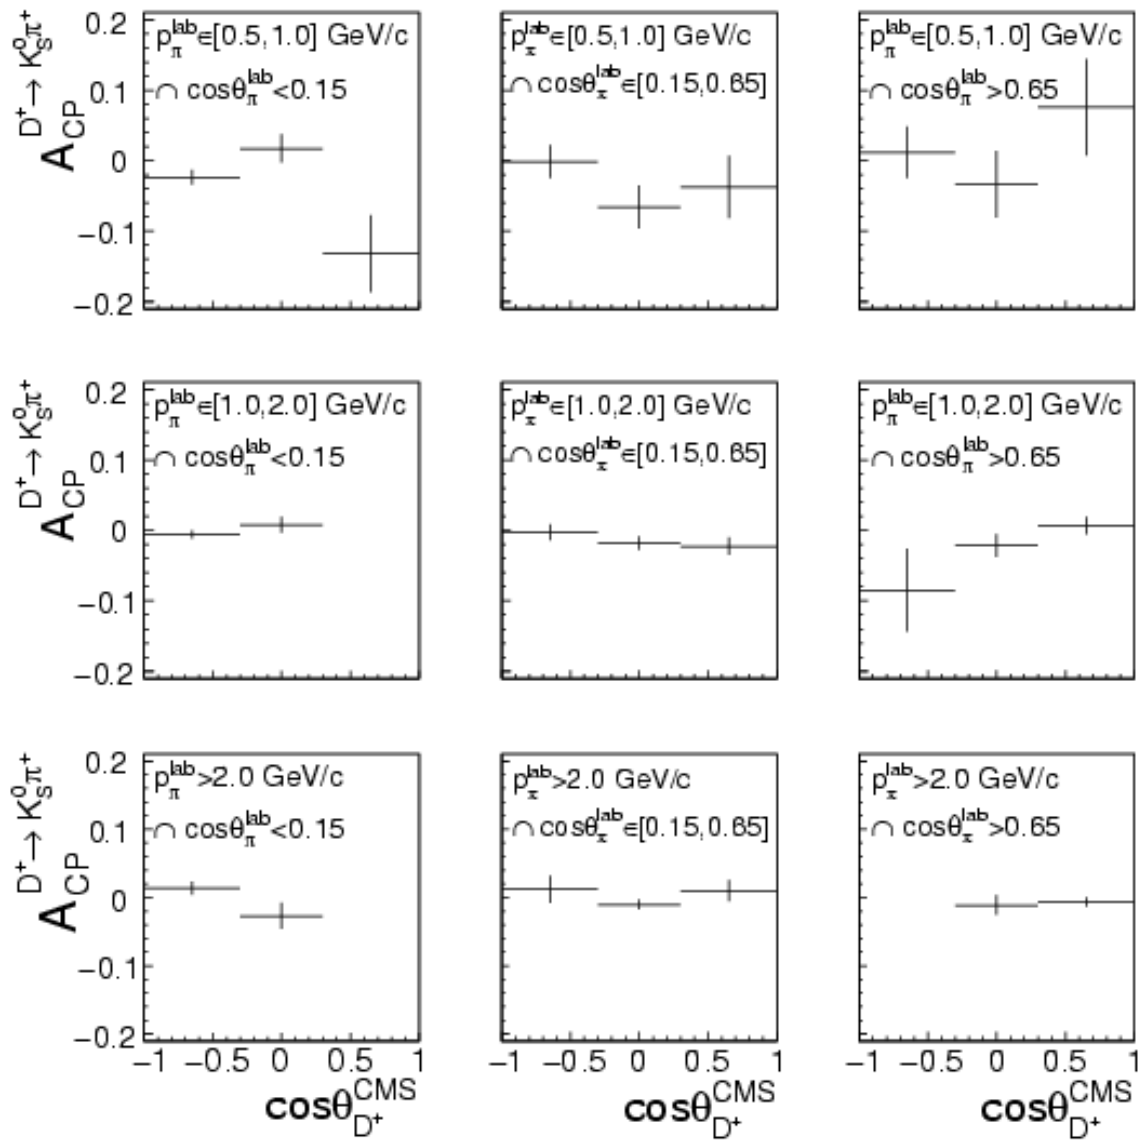 A_CP^{D⁺→K_S^0π⁺}
0.2
0.1
0
−0.1
−0.2
p_π^lab∈[0.5,1.0] GeV/c
∩ cosθ_π^lab<0.15
p_π^lab∈[0.5,1.0] GeV/c
∩ cosθ_π^lab∈[0.15,0.65]
p_π^lab∈[0.5,1.0] GeV/c
∩ cosθ_π^lab>0.65
A_CP^{D⁺→K_S^0π⁺}
0.2
0.1
0
−0.1
−0.2
p_π^lab∈[1.0,2.0] GeV/c
∩ cosθ_π^lab<0.15
p_π^lab∈[1.0,2.0] GeV/c
∩ cosθ_π^lab∈[0.15,0.65]
p_π^lab∈[1.0,2.0] GeV/c
∩ cosθ_π^lab>0.65
A_CP^{D⁺→K_S^0π⁺}
0.2
0.1
0
−0.1
−0.2
p_π^lab>2.0 GeV/c
∩ cosθ_π^lab<0.15
p_π^lab>2.0 GeV/c
∩ cosθ_π^lab∈[0.15,0.65]
p_π^lab>2.0 GeV/c
∩ cosθ_π^lab>0.65
−1 −0.5 0 0.5 1
−1 −0.5 0 0.5 1
−1 −0.5 0 0.5 1
cosθ_{D⁺}^{CMS}
cosθ_{D⁺}^{CMS}
cosθ_{D⁺}^{CMS}